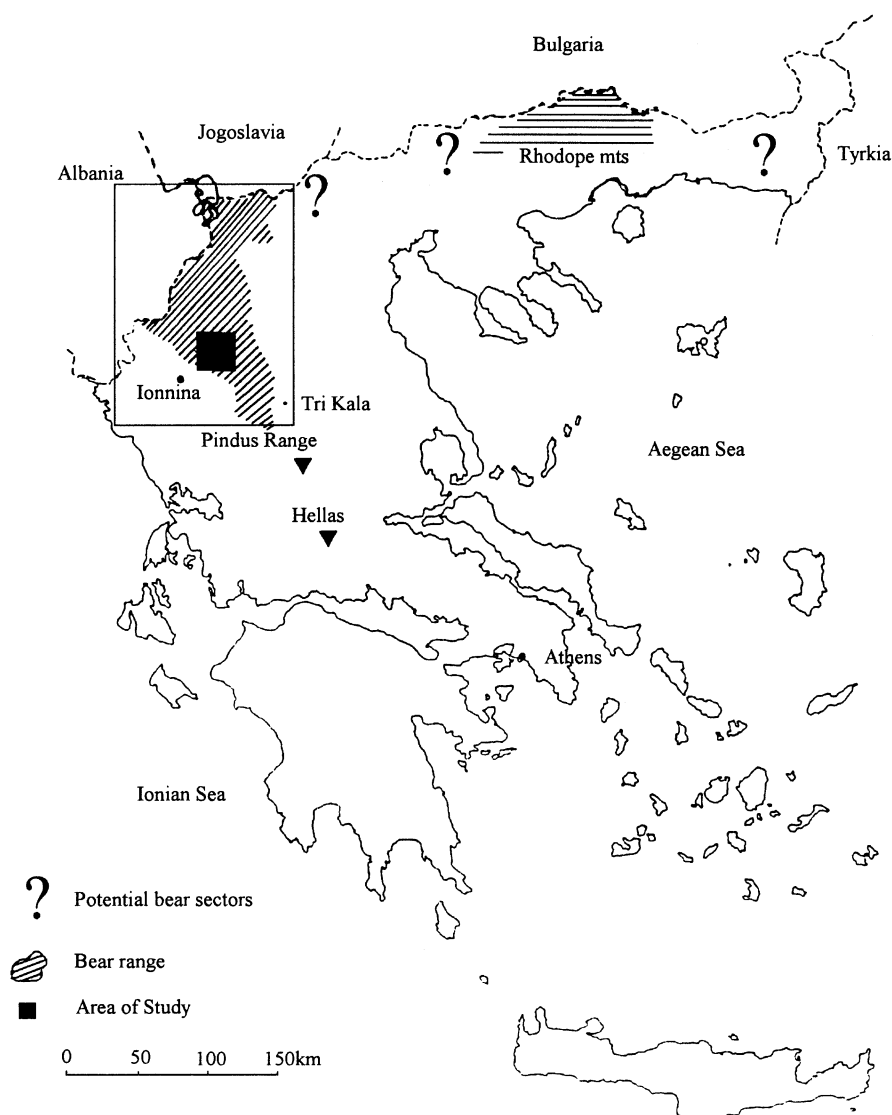 Bulgaria
Jogoslavia
?
?
Rhodope mts
Tyrkia
Albania
?
Ionnina
Tri Kala
Pindus Range
Aegean Sea
Hellas
Athens
Ionian Sea
? Potential bear sectors
Bear range
Area of Study
0 50 100 150km